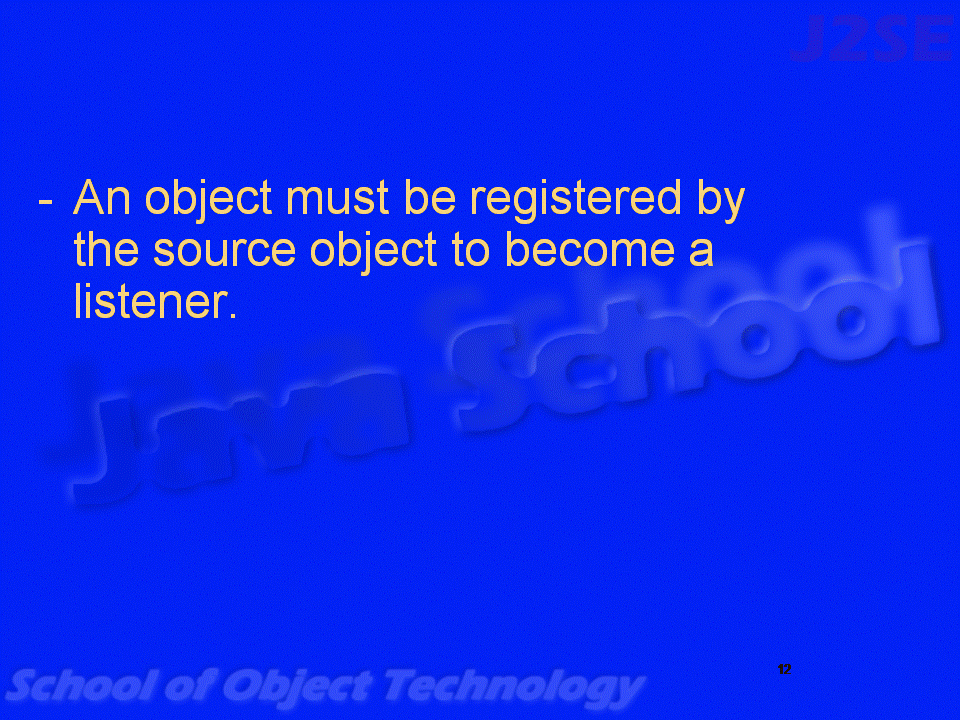 J2SE
- An object must be registered by
the source object to become a
listener.
Java School
12
School of Object Technology